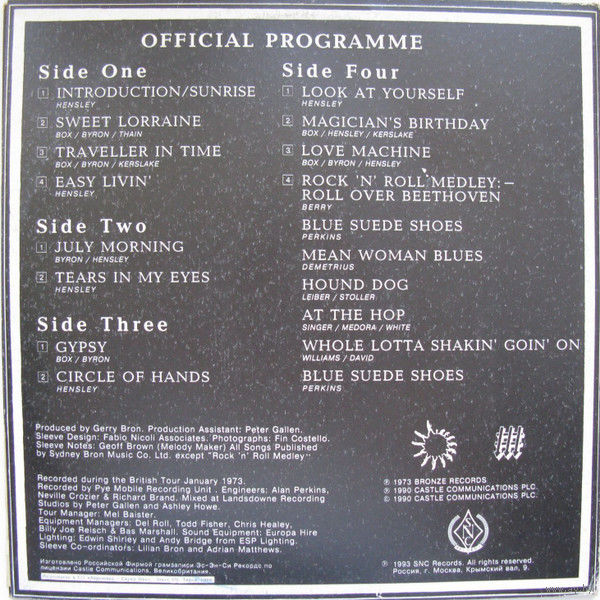 OFFICIAL PROGRAMME
Side One
1 INTRODUCTION/SUNRISE
HENSLEY
2 SWEET LORRAINE
BOX / BYRON / THAIN
3 TRAVELLER IN TIME
BOX / BYRON / KERSLAKE
4 EASY LIVIN'
HENSLEY
Side Two
1 JULY MORNING
BYRON / HENSLEY
2 TEARS IN MY EYES
HENSLEY
Side Three
1 GYPSY
BOX / BYRON
2 CIRCLE OF HANDS
HENSLEY
Side Four
1 LOOK AT YOURSELF
HENSLEY
2 MAGICIAN'S BIRTHDAY
BOX / HENSLEY / KERSLAKE
3 LOVE MACHINE
BOX / BYRON / HENSLEY
4 ROCK 'N' ROLL MEDLEY:—
ROLL OVER BEETHOVEN
BERRY
BLUE SUEDE SHOES
PERKINS
MEAN WOMAN BLUES
DEMETRIUS
HOUND DOG
LEIBER / STOLLER
AT THE HOP
SINGER / MEDORA / WHITE
WHOLE LOTTA SHAKIN' GOIN' ON
WILLIAMS / DAVID
BLUE SUEDE SHOES
PERKINS
Produced by Gerry Bron. Production Assistant: Peter Gallen.
Sleeve Design: Fabio Nicoli Associates. Photographs: Fin Costello.
Sleeve Notes: Geoff Brown (Melody Maker) All Songs Published
by Sydney Bron Music Co. Ltd. except "Rock 'n' Roll Medley"
Recorded during the British Tour January 1973.
Recorded by Pye Mobile Recording Unit. Engineers: Alan Perkins,
Neville Crozier & Richard Brand. Mixed at Landsdowne Recording
Studios by Peter Gallen and Ashley Howe.
Tour Manager: Mel Baister.
Equipment Managers: Del Roll, Todd Fisher, Chris Healey,
Billy Joe Reisch & Bas Marshall. Sound Equipment: Europa Hire
Lighting: Edwin Shirley and Andy Bridge from ESP Lighting.
Sleeve Co-ordinators: Lilian Bron and Adrian Matthews.
Изготовлено Российской Фирмой грамзаписи Эс-Эн-Си Рекордс по
лицензии Castle Communications, Великобритания.
℗ 1973 BRONZE RECORDS
℗ 1990 CASTLE COMMUNICATIONS PLC.
© 1990 CASTLE COMMUNICATIONS PLC.
℗ 1993 SNC Records. All rights reserved.
Россия, г. Москва, Крымский вал, 9.